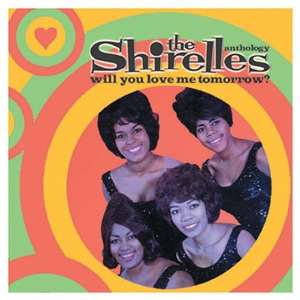 the
anthology
Shirelles
will you love me tomorrow?